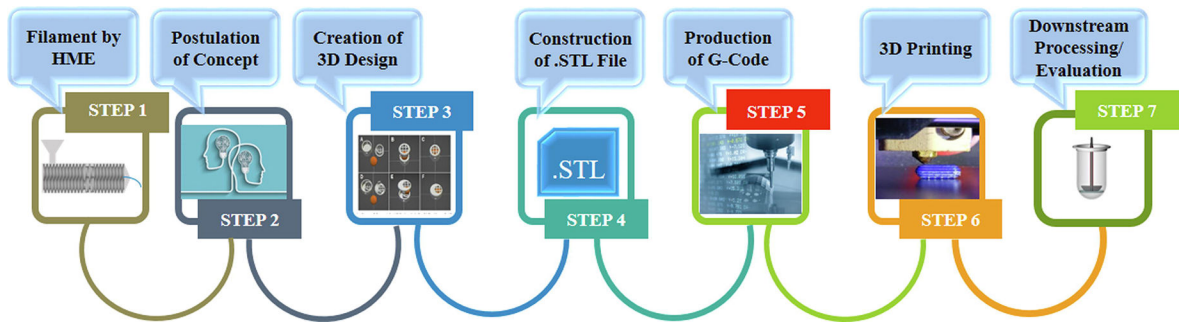 Filament by
HME
STEP 1
Postulation
of Concept
STEP 2
Creation of
3D Design
STEP 3
A
B
C
D
E
F
Construction
of .STL File
.STL
STEP 4
Production
of G-Code
STEP 5
3D Printing
STEP 6
Downstream
Processing/
Evaluation
STEP 7